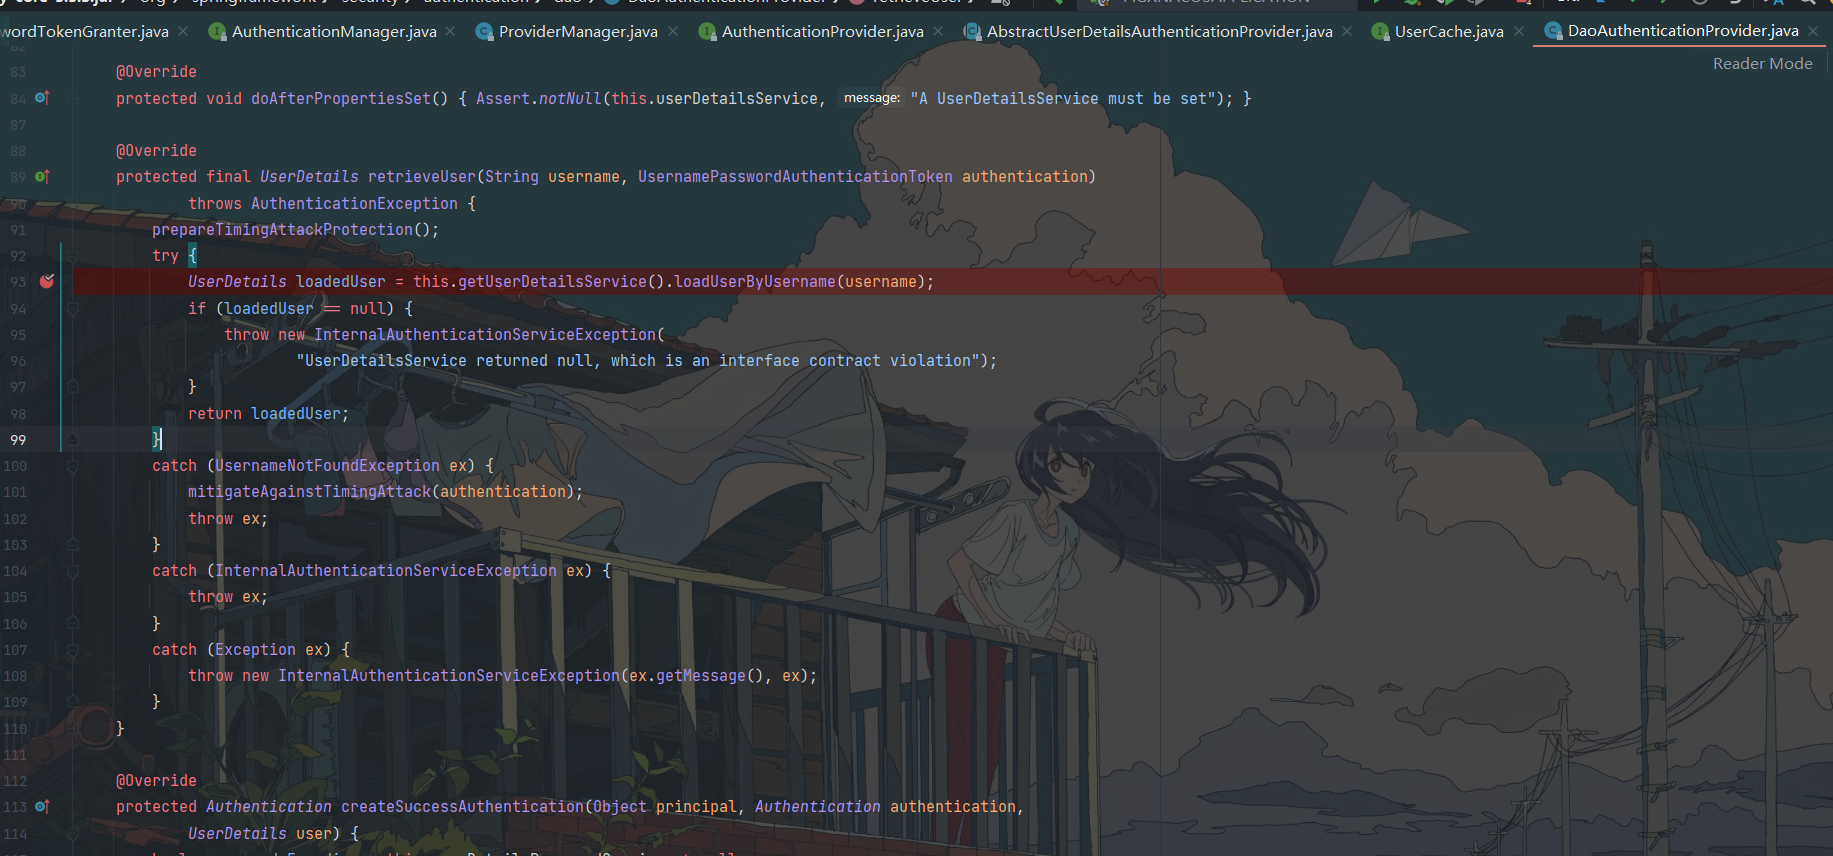 wordTokenGranter.java AuthenticationManager.java ProviderManager.java AuthenticationProvider.java AbstractUserDetailsAuthenticationProvider.java UserCache.java DaoAuthenticationProvider.java
Reader Mode
82
83 @Override
84 protected void doAfterPropertiesSet() { Assert.notNull(this.userDetailsService, message: "A UserDetailsService must be set"); }
87
88 @Override
89 protected final UserDetails retrieveUser(String username, UsernamePasswordAuthenticationToken authentication)
90 throws AuthenticationException {
91 prepareTimingAttackProtection();
92 try {
93 UserDetails loadedUser = this.getUserDetailsService().loadUserByUsername(username);
94 if (loadedUser == null) {
95 throw new InternalAuthenticationServiceException(
96 "UserDetailsService returned null, which is an interface contract violation");
97 }
98 return loadedUser;
99 }
100 catch (UsernameNotFoundException ex) {
101 mitigateAgainstTimingAttack(authentication);
102 throw ex;
103 }
104 catch (InternalAuthenticationServiceException ex) {
105 throw ex;
106 }
107 catch (Exception ex) {
108 throw new InternalAuthenticationServiceException(ex.getMessage(), ex);
109 }
110 }
111
112 @Override
113 protected Authentication createSuccessAuthentication(Object principal, Authentication authentication,
114 UserDetails user) {